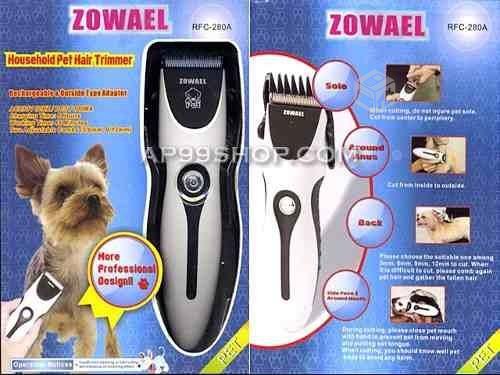 ZOWAEL
RFC-280A
Household Pet Hair Trimmer
Rechargeable & Outside Type Adapter
ZOWAEL
More
Professional
Design!!
Operation Notices
PET
AP99SHOP.COM
ZOWAEL
RFC-280A
ZOWAEL
Sole
When cutting, do not injure pet sole.
Cut from center to periphery.
Around
Anus
Cut from inside to outside.
Back
Please choose the suitable one among
3mm, 6mm, 9mm, 12mm to cut. When
it is difficult to cut, please comb again
pet hair and gather the fallen hair.
Side Face &
Around Mouth
During cutting, please close pet mouth
with hand to prevent pet from moving
and putting out tongue.
When cutting, you should know well pet
body to avoid any harm.
PET